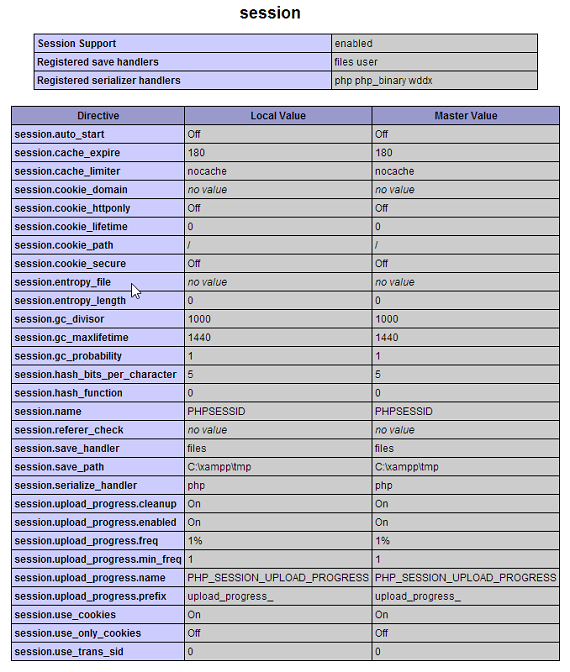 session
Session Support enabled
Registered save handlers files user
Registered serializer handlers php php_binary wddx
Directive Local Value Master Value
session.auto_start Off Off
session.cache_expire 180 180
session.cache_limiter nocache nocache
session.cookie_domain no value no value
session.cookie_httponly Off Off
session.cookie_lifetime 0 0
session.cookie_path / /
session.cookie_secure Off Off
session.entropy_file no value no value
session.entropy_length 0 0
session.gc_divisor 1000 1000
session.gc_maxlifetime 1440 1440
session.gc_probability 1 1
session.hash_bits_per_character 5 5
session.hash_function 0 0
session.name PHPSESSID PHPSESSID
session.referer_check no value no value
session.save_handler files files
session.save_path C:\xampp\tmp C:\xampp\tmp
session.serialize_handler php php
session.upload_progress.cleanup On On
session.upload_progress.enabled On On
session.upload_progress.freq 1% 1%
session.upload_progress.min_freq 1 1
session.upload_progress.name PHP_SESSION_UPLOAD_PROGRESS PHP_SESSION_UPLOAD_PROGRESS
session.upload_progress.prefix upload_progress_ upload_progress_
session.use_cookies On On
session.use_only_cookies Off Off
session.use_trans_sid 0 0